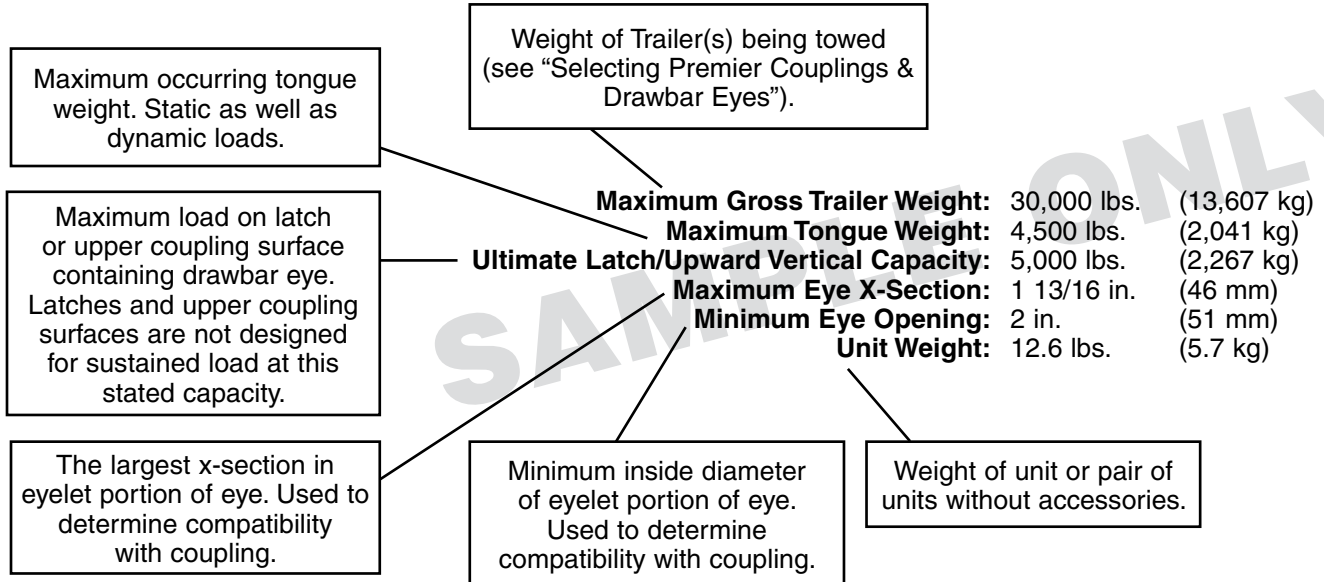 Weight of Trailer(s) being towed
(see “Selecting Premier Couplings &
Drawbar Eyes”).
Maximum occurring tongue
weight. Static as well as
dynamic loads.
Maximum load on latch
or upper coupling surface
containing drawbar eye.
Latches and upper coupling
surfaces are not designed
for sustained load at this
stated capacity.
Maximum Gross Trailer Weight: 30,000 lbs. (13,607 kg)
Maximum Tongue Weight: 4,500 lbs. (2,041 kg)
Ultimate Latch/Upward Vertical Capacity: 5,000 lbs. (2,267 kg)
Maximum Eye X-Section: 1 13/16 in. (46 mm)
Minimum Eye Opening: 2 in. (51 mm)
Unit Weight: 12.6 lbs. (5.7 kg)
SAMPLE ONLY
The largest x-section in
eyelet portion of eye. Used to
determine compatibility
with coupling.
Minimum inside diameter
of eyelet portion of eye.
Used to determine
compatibility with coupling.
Weight of unit or pair of
units without accessories.